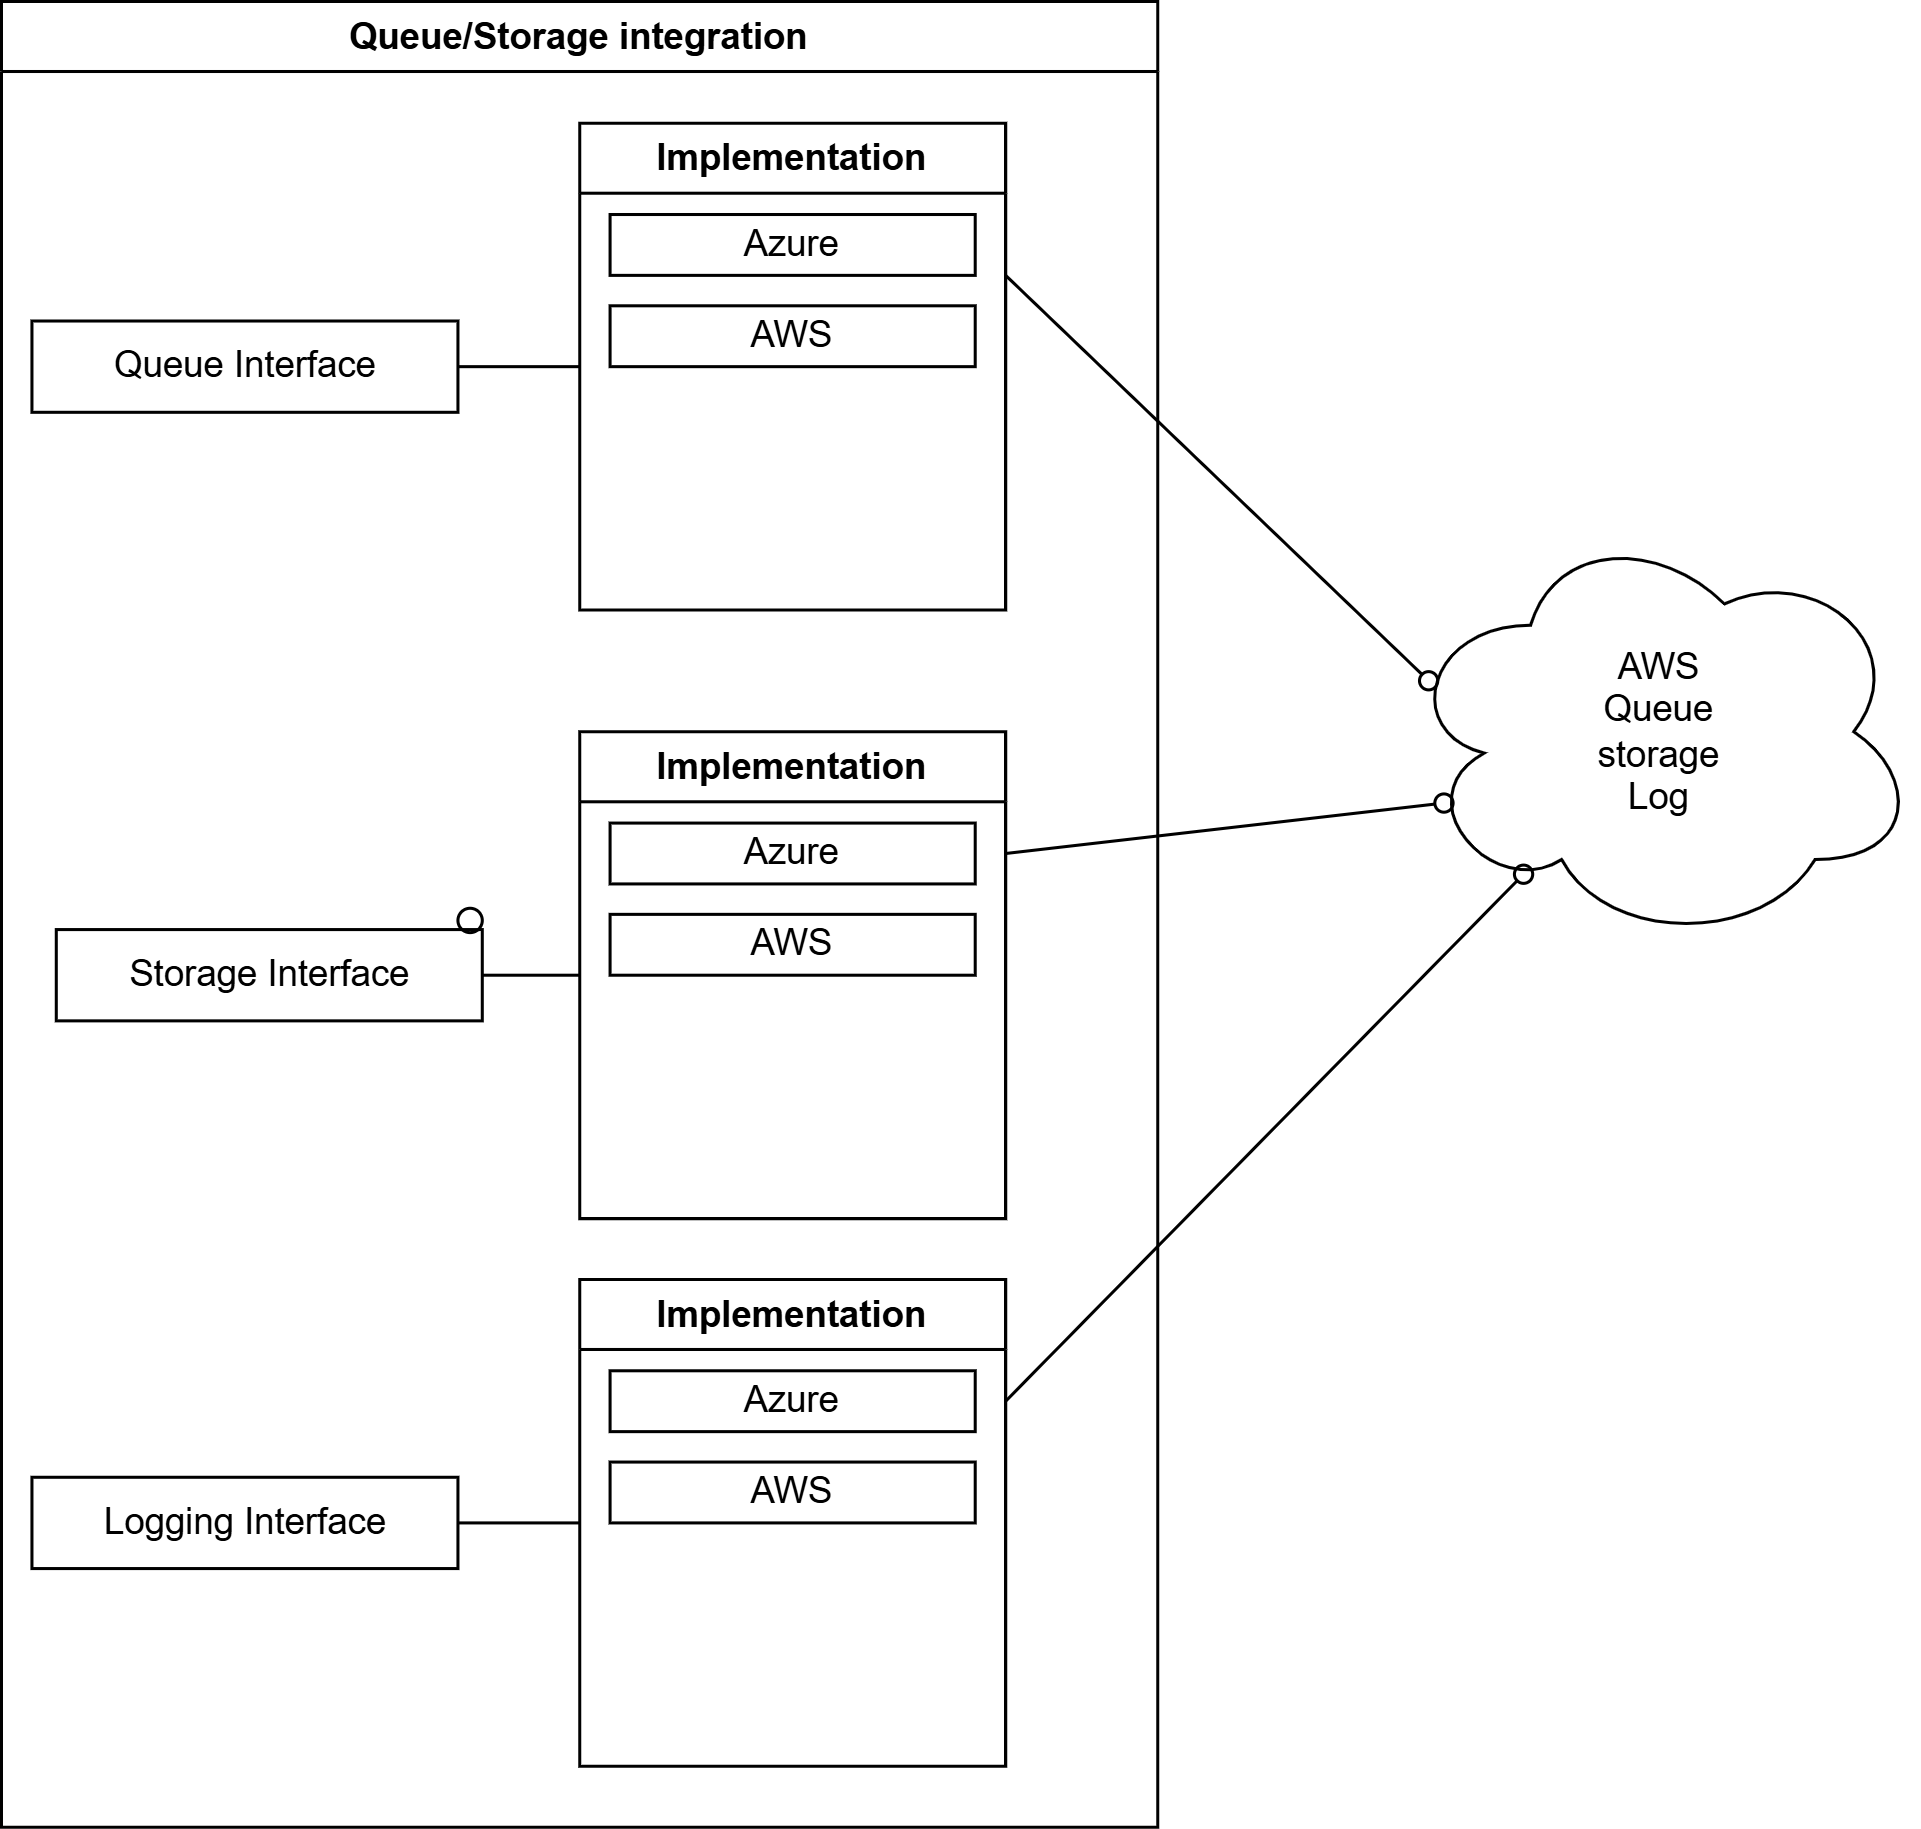 Queue/Storage integration
Implementation
Azure
AWS
Queue Interface
Implementation
Azure
AWS
Storage Interface
Implementation
Azure
AWS
Logging Interface
AWS
Queue
storage
Log